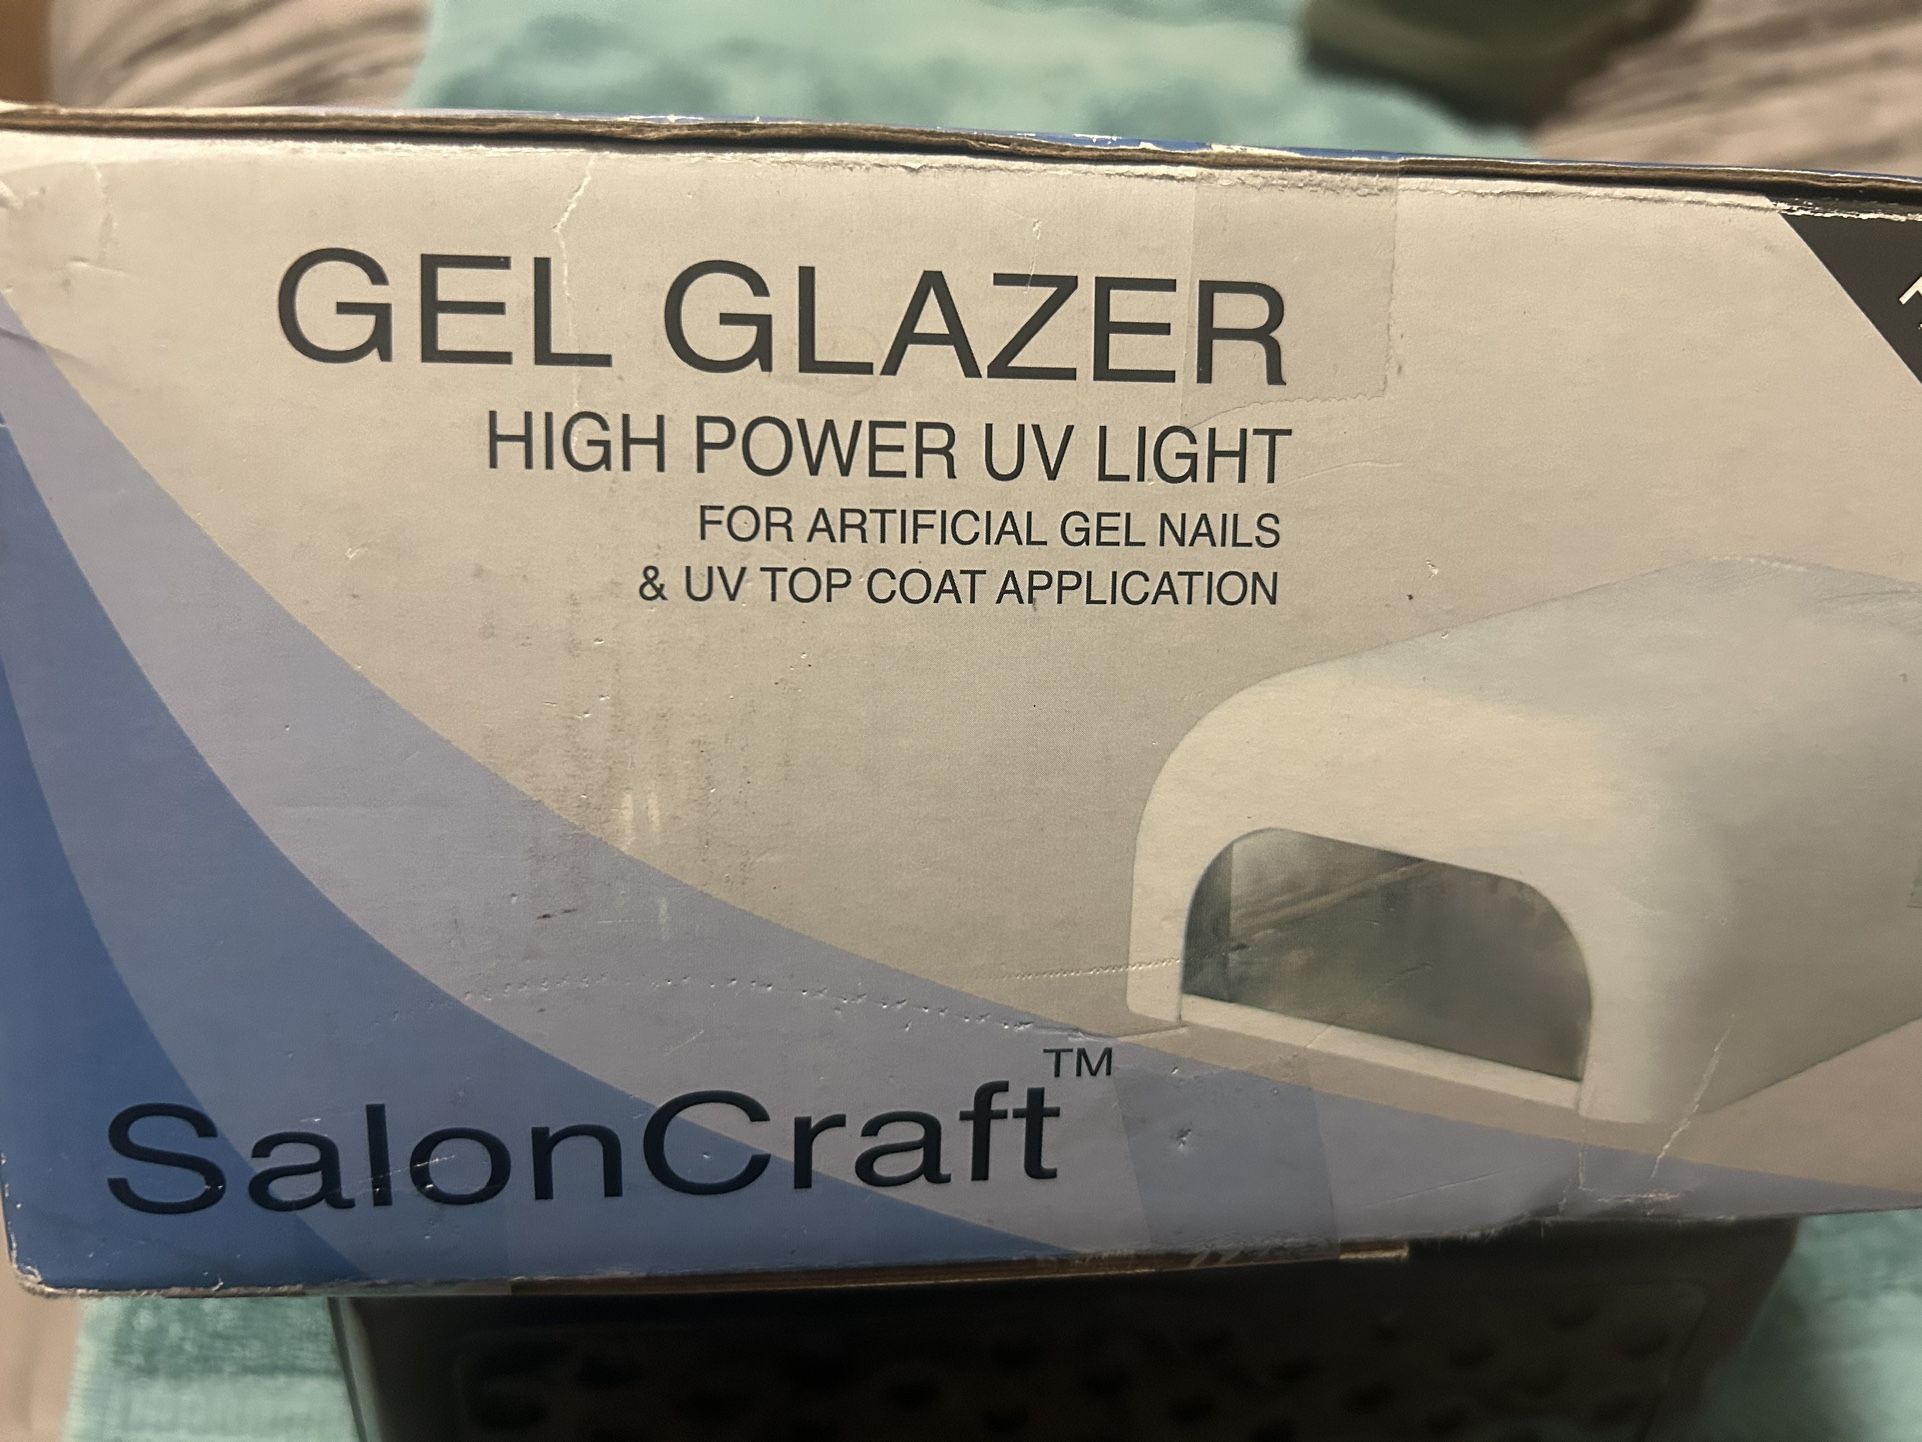 GEL GLAZER
HIGH POWER UV LIGHT
FOR ARTIFICIAL GEL NAILS
& UV TOP COAT APPLICATION
SalonCraft™